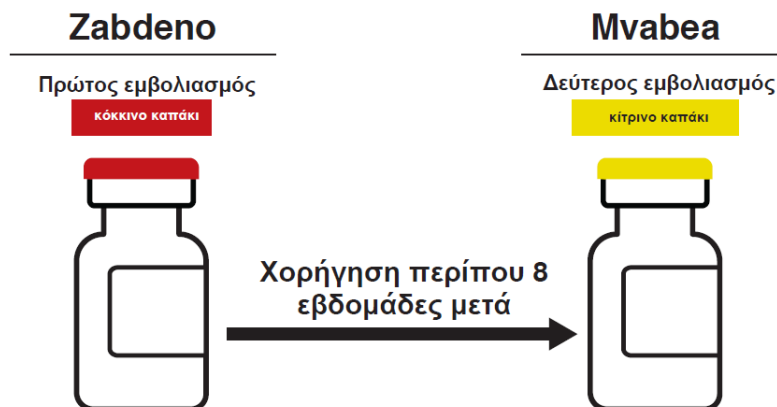 Zabdeno
Mvabea
Πρώτος εμβολιασμός
Δεύτερος εμβολιασμός
κόκκινο καπάκι
κίτρινο καπάκι
Χορήγηση περίπου 8
εβδομάδες μετά